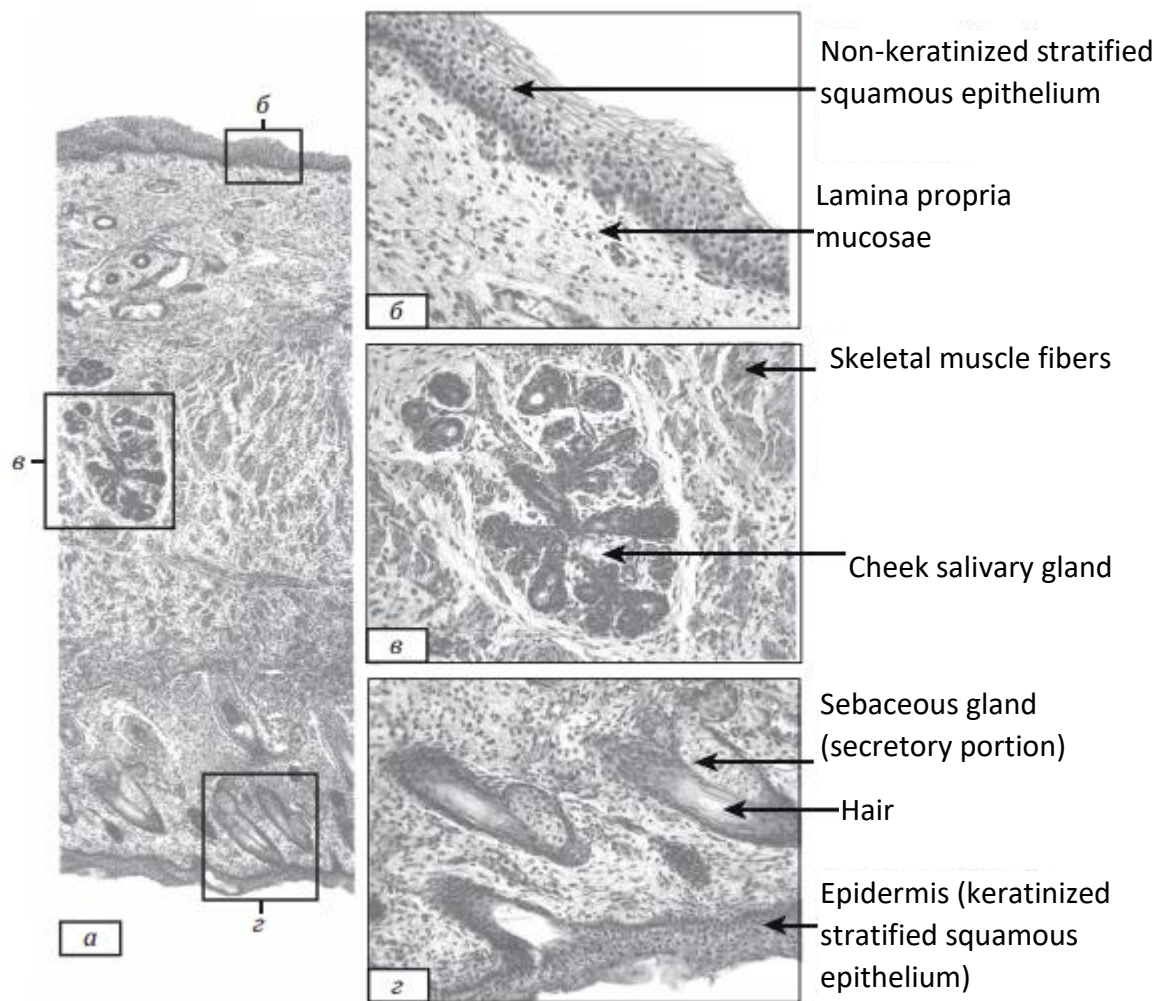 б
в
г
а
Non-keratinized stratified
squamous epithelium
Lamina propria
mucosae
б
Skeletal muscle fibers
Cheek salivary gland
в
Sebaceous gland
(secretory portion)
Hair
Epidermis (keratinized
stratified squamous
epithelium)
г